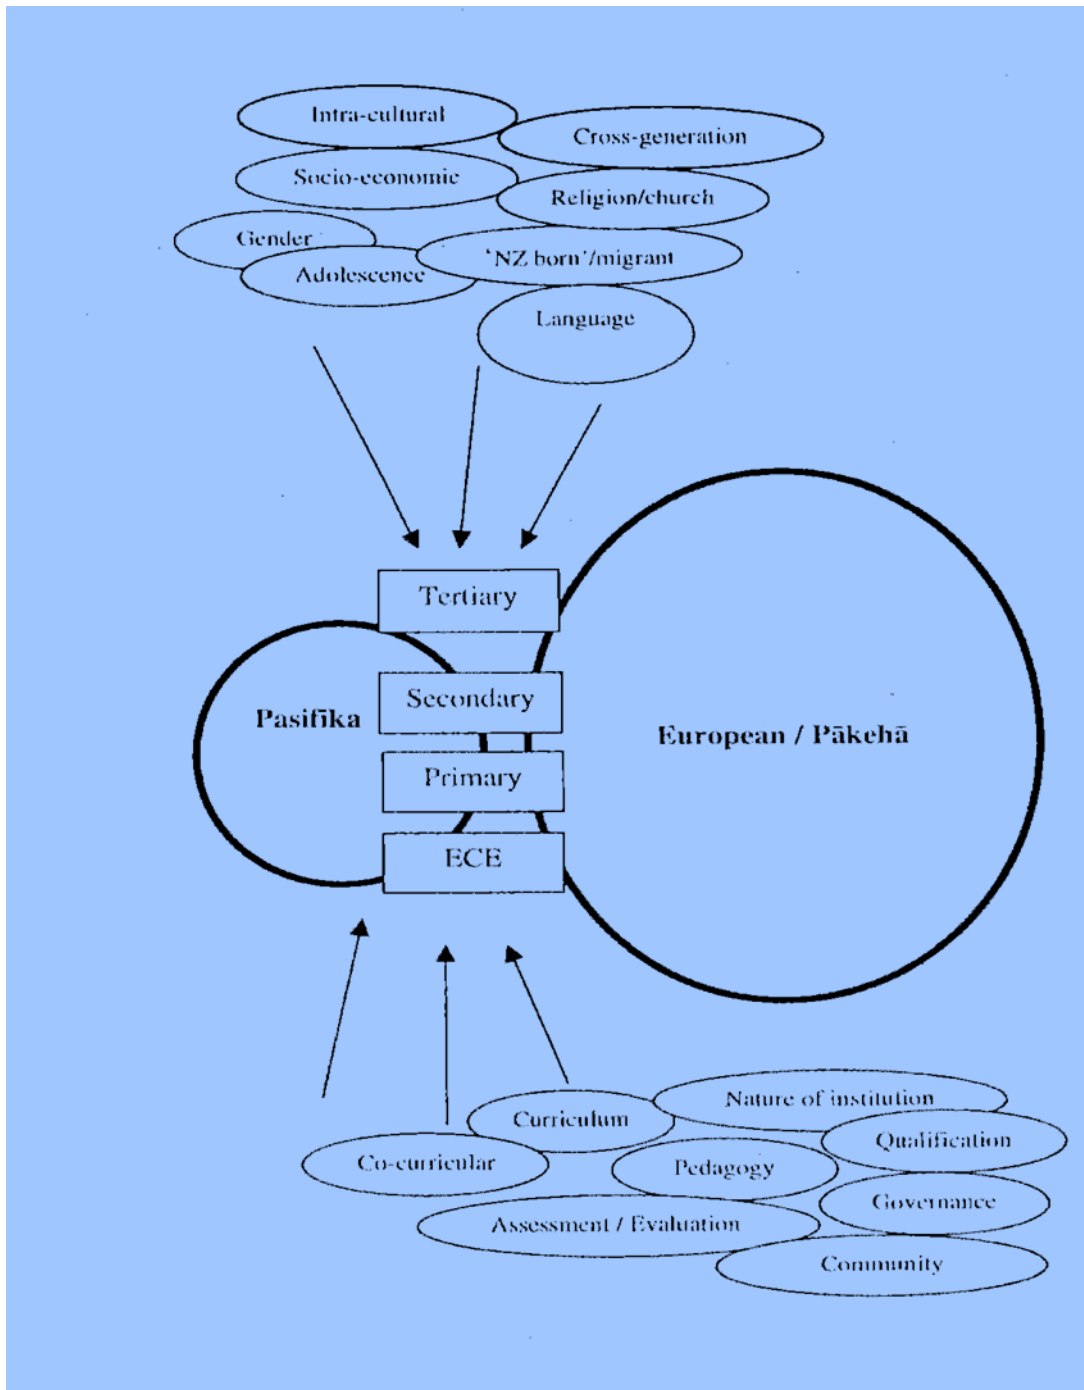 Intra-cultural
Cross-generation
Socio-economic
Religion/church
Gender
'NZ born'/migrant
Adolescence
Language
Tertiary
Secondary
Pasifīka
European / Pākehā
Primary
ECE
Nature of institution
Curriculum
Qualification
Co-curricular
Pedagogy
Governance
Assessment / Evaluation
Community